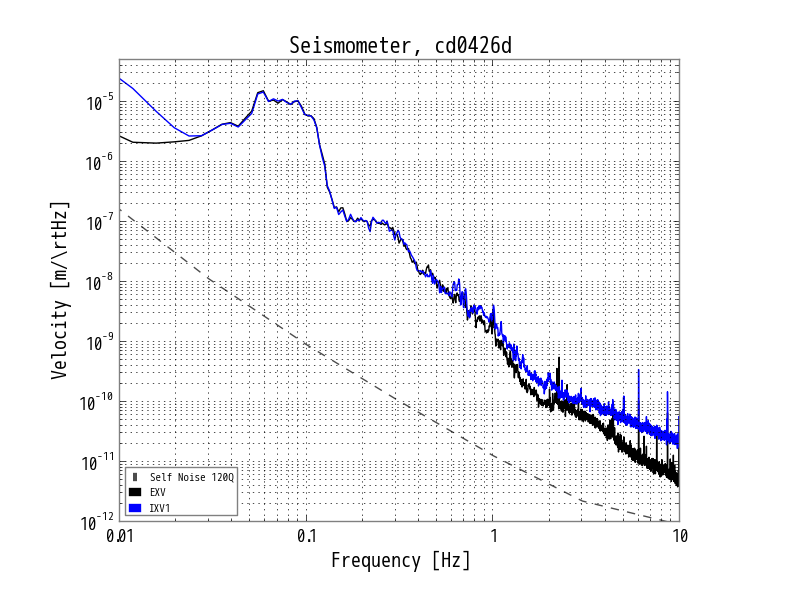 Seismometer, cd0426d
Velocity [m/\rtHz]
10^-5
10^-6
10^-7
10^-8
10^-9
10^-10
10^-11
10^-12
Self Noise 120Q
EXV
IXV1
0.01 0.1 1 10
Frequency [Hz]